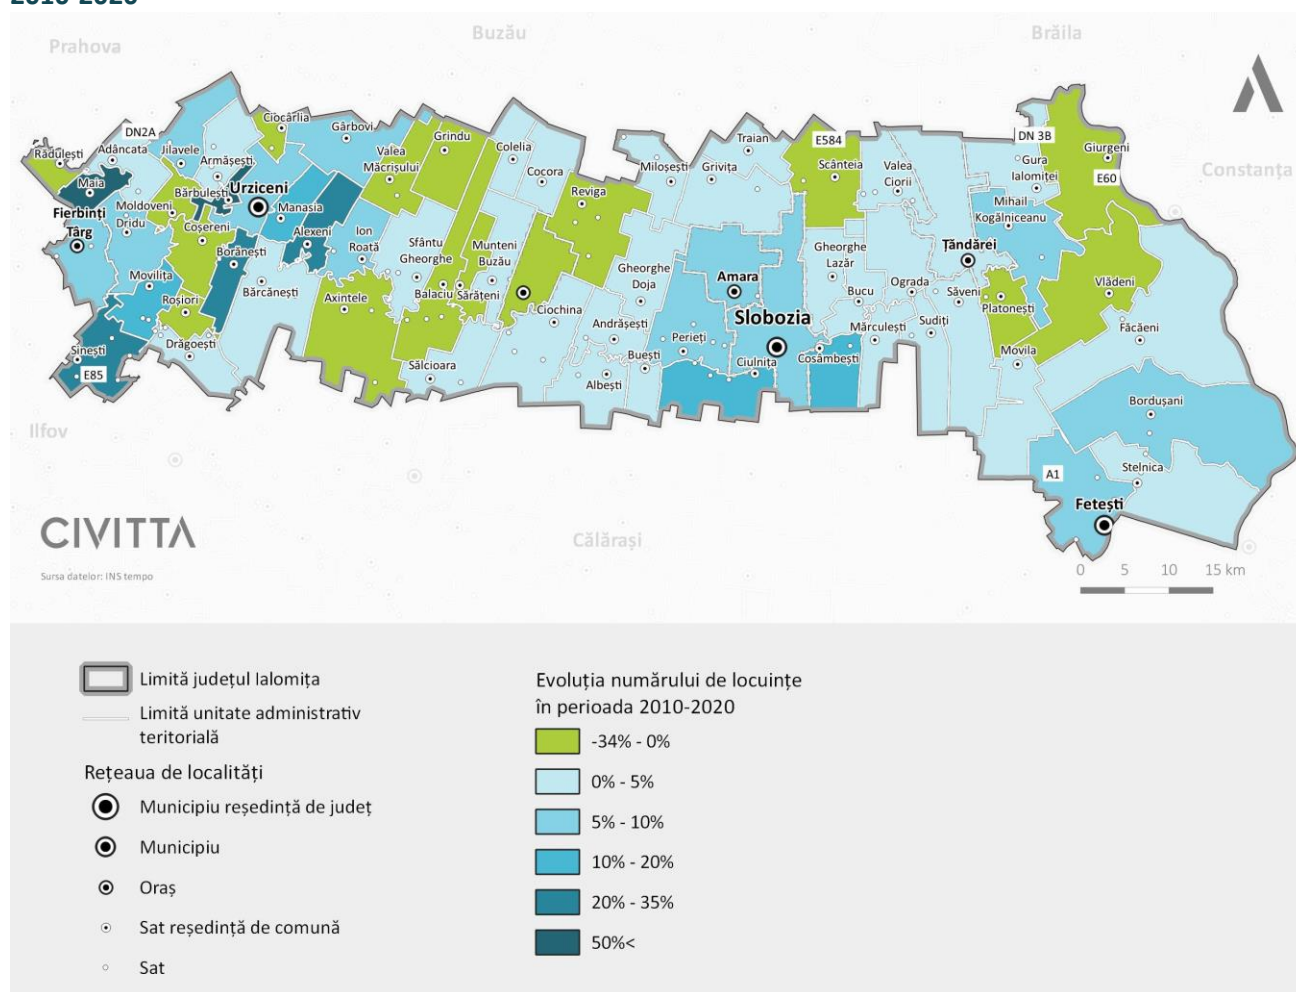 2010-2020
Prahova
Buzău
Brăila
Constanța
Ilfov
Călărași
DN2A
E584
DN 3B
E60
E85
A1
Rădulești
Adâncata
Jilavele
Ciocârlia
Gârbovi
Grindu
Colelia
Traian
Scânteia
Giurgeni
Maia
Armășești
Valea
Măcrișului
Cocora
Miloșești
Grivița
Valea
Ciorii
Gura
Ialomiței
Bărbulești
Urziceni
Manasia
Reviga
Mihail
Kogălniceanu
Fierbinți
Târg
Moldoveni
Dridu
Coșereni
Alexeni
Ion
Roată
Sfântu
Gheorghe
Munteni
Buzău
Gheorghe
Doja
Amara
Gheorghe
Lazăr
Țăndărei
Borănești
Movilița
Bărcănești
Balaciu
Sărățeni
Ograda
Vlădeni
Roșiori
Axintele
Ciochina
Andrășești
Slobozia
Bucu
Săveni
Platonești
Drăgoești
Perieți
Mărculești
Sudiți
Făcăeni
Sinești
Sălcioara
Buești
Albești
Ciulnița
Cosâmbești
Movila
Bordușani
Stelnica
Fetești
CIVITTA
Sursa datelor: INS tempo
0 5 10 15 km
Limită județul Ialomița
Limită unitate administrativ
teritorială
Rețeaua de localități
Municipiu reședință de județ
Municipiu
Oraș
Sat reședință de comună
Sat
Evoluția numărului de locuințe
în perioada 2010-2020
-34% - 0%
0% - 5%
5% - 10%
10% - 20%
20% - 35%
50%<